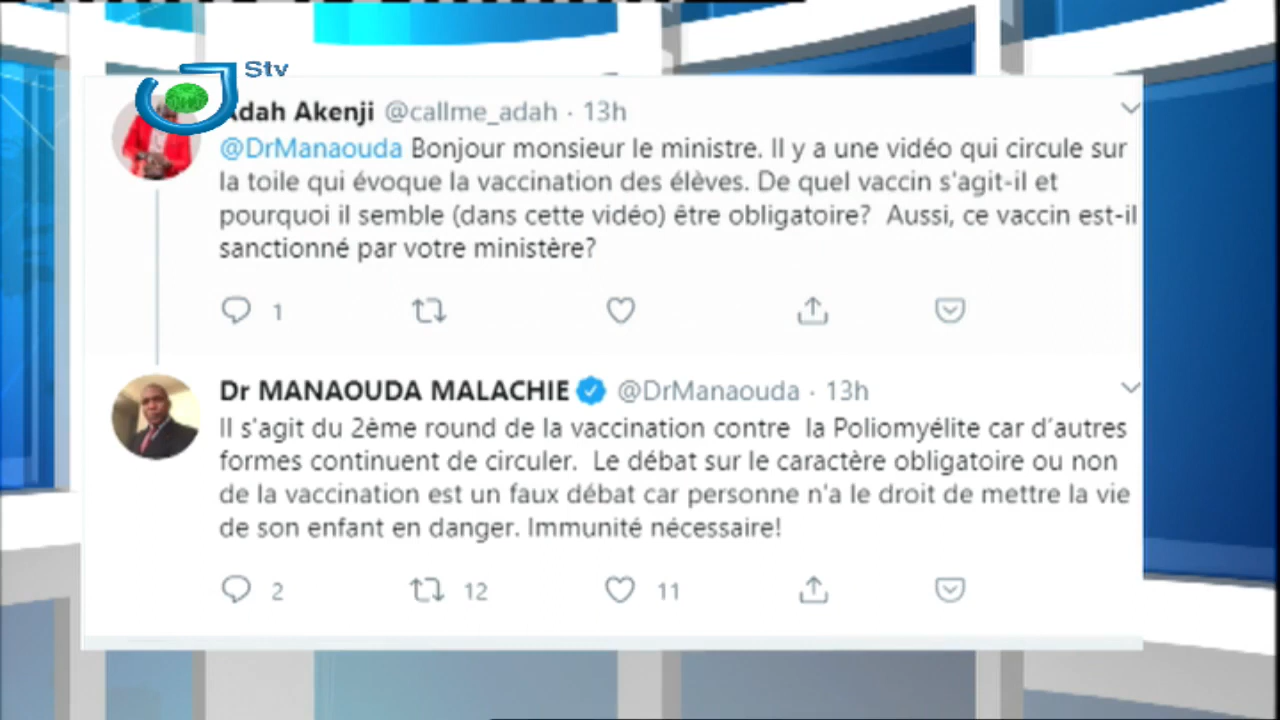 Stv
Adah Akenji @callme_adah · 13h
@DrManaouda Bonjour monsieur le ministre. Il y a une vidéo qui circule sur
la toile qui évoque la vaccination des élèves. De quel vaccin s'agit-il et
pourquoi il semble (dans cette vidéo) être obligatoire? Aussi, ce vaccin est-il
sanctionné par votre ministère?
1
Dr MANAOUDA MALACHIE @DrManaouda · 13h
Il s'agit du 2ème round de la vaccination contre la Poliomyélite car d´autres
formes continuent de circuler. Le débat sur le caractère obligatoire ou non
de la vaccination est un faux débat car personne n'a le droit de mettre la vie
de son enfant en danger. Immunité nécessaire!
2 12 11